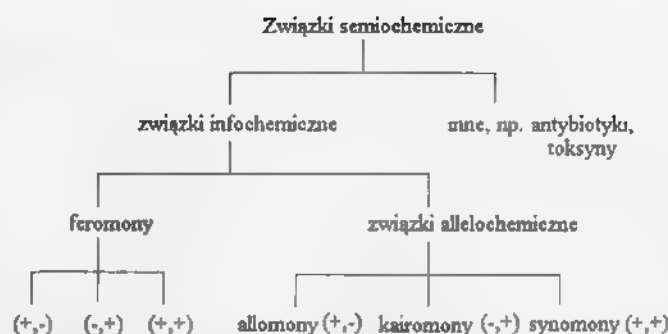 Związki semiochemiczne
związki infochemiczne
inne, np. antybiotyki,
toksyny
feromony
związki allelochemiczne
(+,-) (-,+) (+,+) allomony (+,-) kairomony (-,+) synomony (+,+)